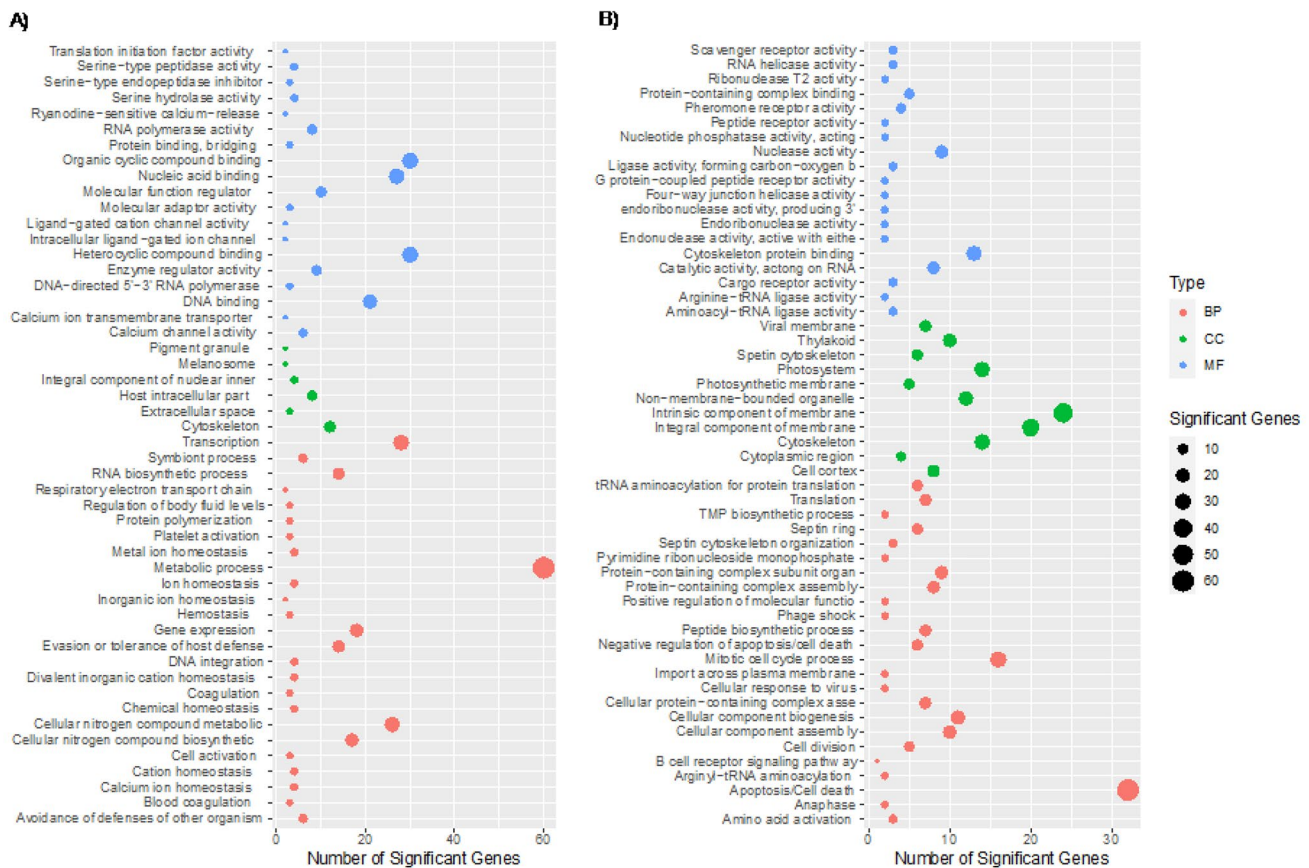 A)
Translation initiation factor activity
Serine-type peptidase activity
Serine-type endopeptidase inhibitor
Serine hydrolase activity
Ryanodine-sensitive calcium-release
RNA polymerase activity
Protein binding, bridging
Organic cyclic compound binding
Nucleic acid binding
Molecular function regulator
Molecular adaptor activity
Ligand-gated cation channel activity
Intracellular ligand-gated ion channel
Heterocyclic compound binding
Enzyme regulator activity
DNA-directed 5'-3' RNA polymerase
DNA binding
Calcium ion transmembrane transporter
Calcium channel activity
Pigment granule
Melanosome
Integral component of nuclear inner
Host intracellular part
Extracellular space
Cytoskeleton
Transcription
Symbiont process
RNA biosynthetic process
Respiratory electron transport chain
Regulation of body fluid levels
Protein polymerization
Platelet activation
Metal ion homeostasis
Metabolic process
Ion homeostasis
Inorganic ion homeostasis
Hemostasis
Gene expression
Evasion or tolerance of host defense
DNA integration
Divalent inorganic cation homeostasis
Coagulation
Chemical homeostasis
Cellular nitrogen compound metabolic
Cellular nitrogen compound biosynthetic
Cell activation
Cation homeostasis
Calcium ion homeostasis
Blood coagulation
Avoidance of defenses of other organism
0 20 40 60
Number of Significant Genes
B)
Scavenger receptor activity
RNA helicase activity
Ribonuclease T2 activity
Protein-containing complex binding
Pheromone receptor activity
Peptide receptor activity
Nucleotide phosphatase activity, acting
Nuclease activity
Ligase activity, forming carbon-oxygen b
G protein-coupled peptide receptor activity
Four-way junction helicase activity
endoribonuclease activity, producing 3'
Endoribonuclease activity
Endonuclease activity, active with eithe
Cytoskeleton protein binding
Catalytic activity, actong on RNA
Cargo receptor activity
Arginine-tRNA ligase activity
Aminoacyl-tRNA ligase activity
Viral membrane
Thylakoid
Spetin cytoskeleton
Photosystem
Photosynthetic membrane
Non-membrane-bounded organelle
Intrinsic component of membrane
Integral component of membrane
Cytoskeleton
Cytoplasmic region
Cell cortex
tRNA aminoacylation for protein translation
Translation
TMP biosynthetic process
Septin ring
Septin cytoskeleton organization
Pyrimidine ribonucleoside monophosphate
Protein-containing complex subunit organ
Protein-containing complex assembly
Positive regulation of molecular functio
Phage shock
Peptide biosynthetic process
Negative regulation of apoptosis/cell death
Mitotic cell cycle process
Import across plasma membrane
Cellular response to virus
Cellular protein-containing complex asse
Cellular component biogenesis
Cellular component assembly
Cell division
B cell receptor signaling pathway
Arginyl-tRNA aminoacylation
Apoptosis/Cell death
Anaphase
Amino acid activation
0 10 20 30
Number of Significant Genes
Type
BP
CC
MF
Significant Genes
10
20
30
40
50
60